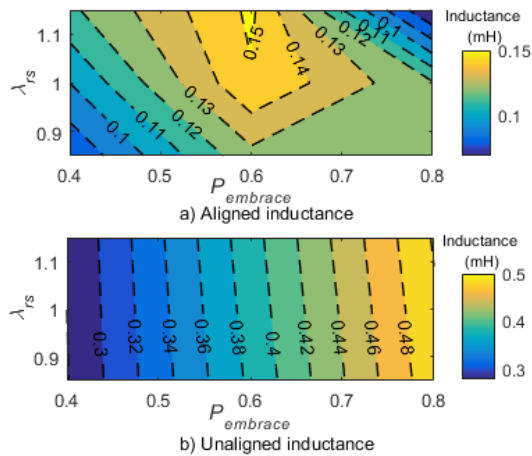 Inductance
(mH)
1.1
1
0.9
λrs
0.1
0.11
0.12
0.13
0.15
0.14
0.13
0.12
0.11
0.1
0.15
0.1
0.4 0.5 0.6 0.7 0.8
Pembrace
a) Aligned inductance
Inductance
(mH)
1.1
1
0.9
λrs
0.3 0.32 0.34 0.36 0.38 0.4 0.42 0.44 0.46 0.48
0.5
0.4
0.3
0.4 0.5 0.6 0.7 0.8
Pembrace
b) Unaligned inductance